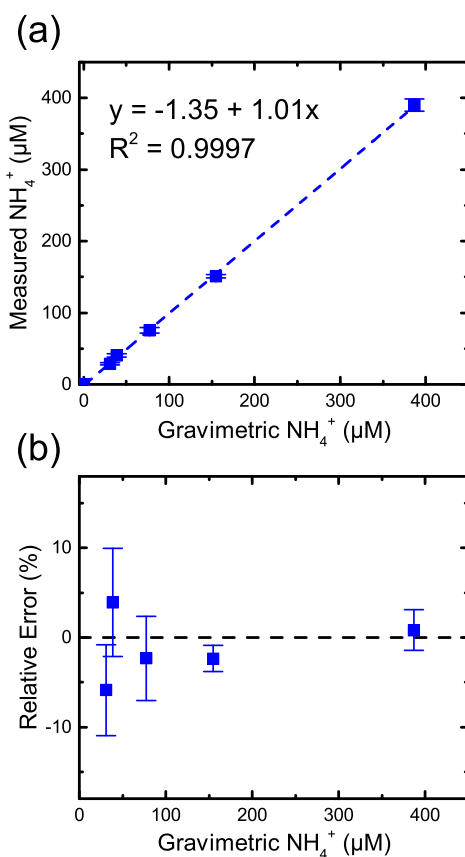 (a)
Measured NH₄⁺ (µM)
400
300
200
100
0
y = -1.35 + 1.01x
R² = 0.9997
0 100 200 300 400
Gravimetric NH₄⁺ (µM)
(b)
Relative Error (%)
10
0
-10
0 100 200 300 400
Gravimetric NH₄⁺ (µM)